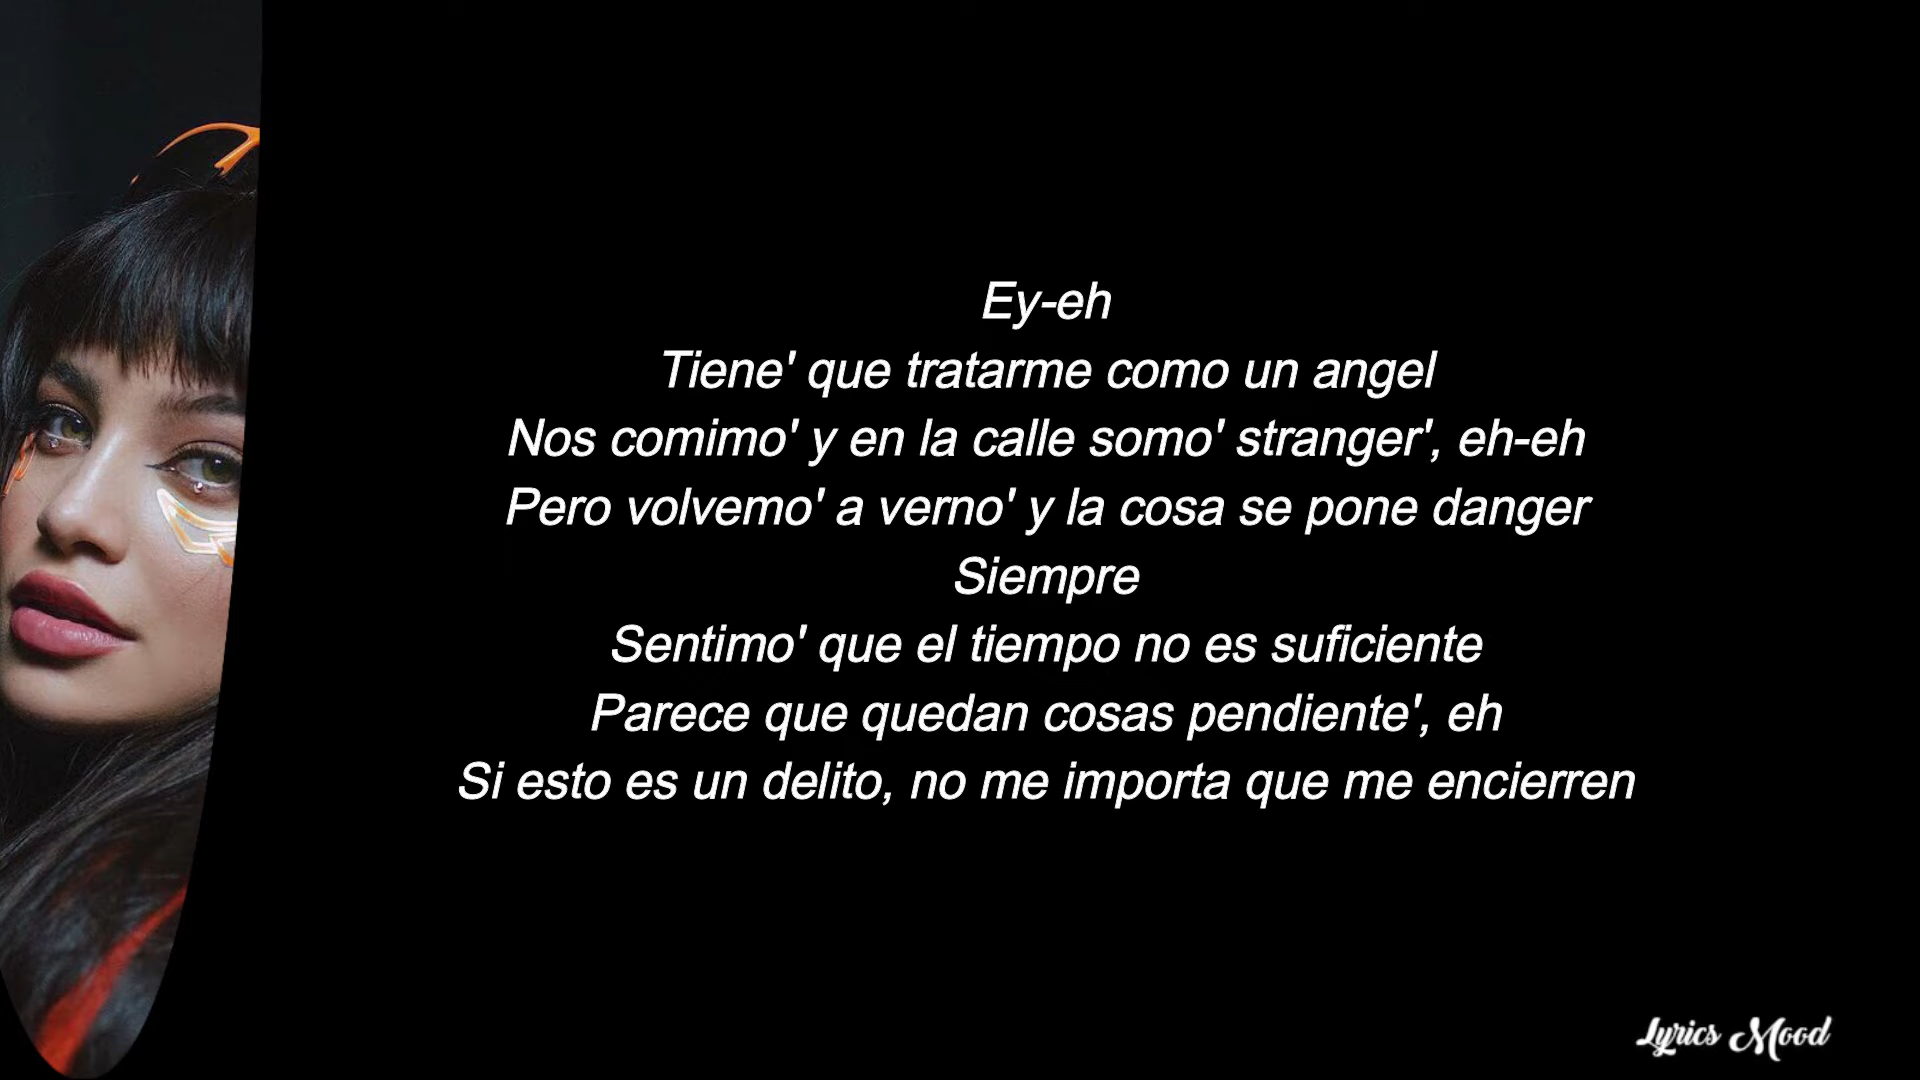 Ey-eh
Tiene' que tratarme como un angel
Nos comimo' y en la calle somo' stranger', eh-eh
Pero volvemo' a verno' y la cosa se pone danger
Siempre
Sentimo' que el tiempo no es suficiente
Parece que quedan cosas pendiente', eh
Si esto es un delito, no me importa que me encierren
Lyrics Mood